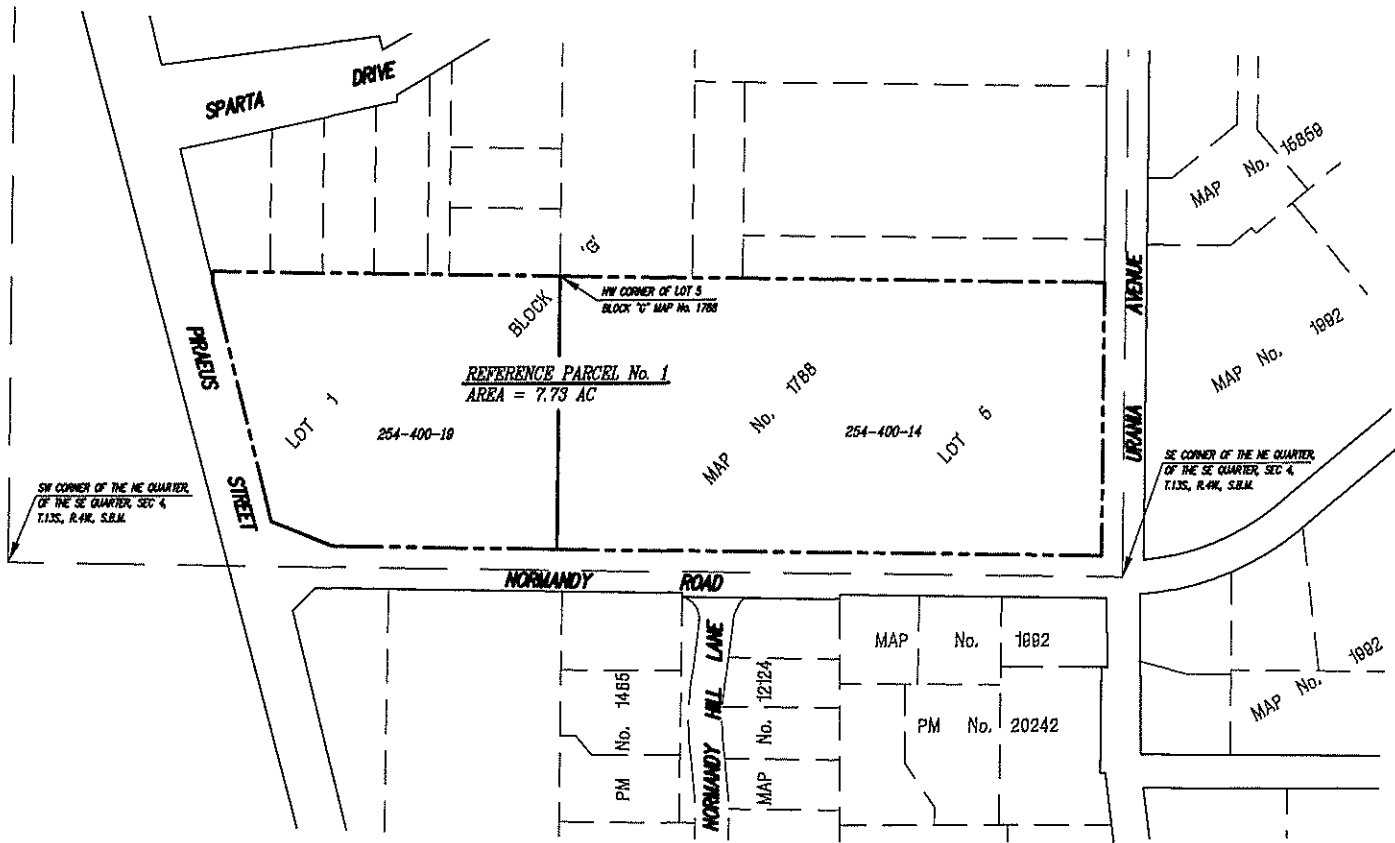 SPARTA DRIVE
MAP No. 15859
'G'
BLOCK
NW CORNER OF LOT 5
BLOCK "G" MAP No. 1788
URANIA AVENUE
MAP No. 1992
PIRAEUS STREET
REFERENCE PARCEL No. 1
AREA = 7.73 AC
LOT 1
254-400-19
MAP No. 1788
254-400-14
LOT 5
SW CORNER OF THE NE QUARTER,
OF THE SE QUARTER, SEC 4,
T.13S., R.4W., S.B.M.
SE CORNER OF THE NE QUARTER,
OF THE SE QUARTER, SEC 4,
T.13S., R.4W., S.B.M.
NORMANDY ROAD
NORMANDY HILL LANE
PM No. 1465
MAP No. 12124
MAP No. 1992
PM No. 20242
MAP No. 1992